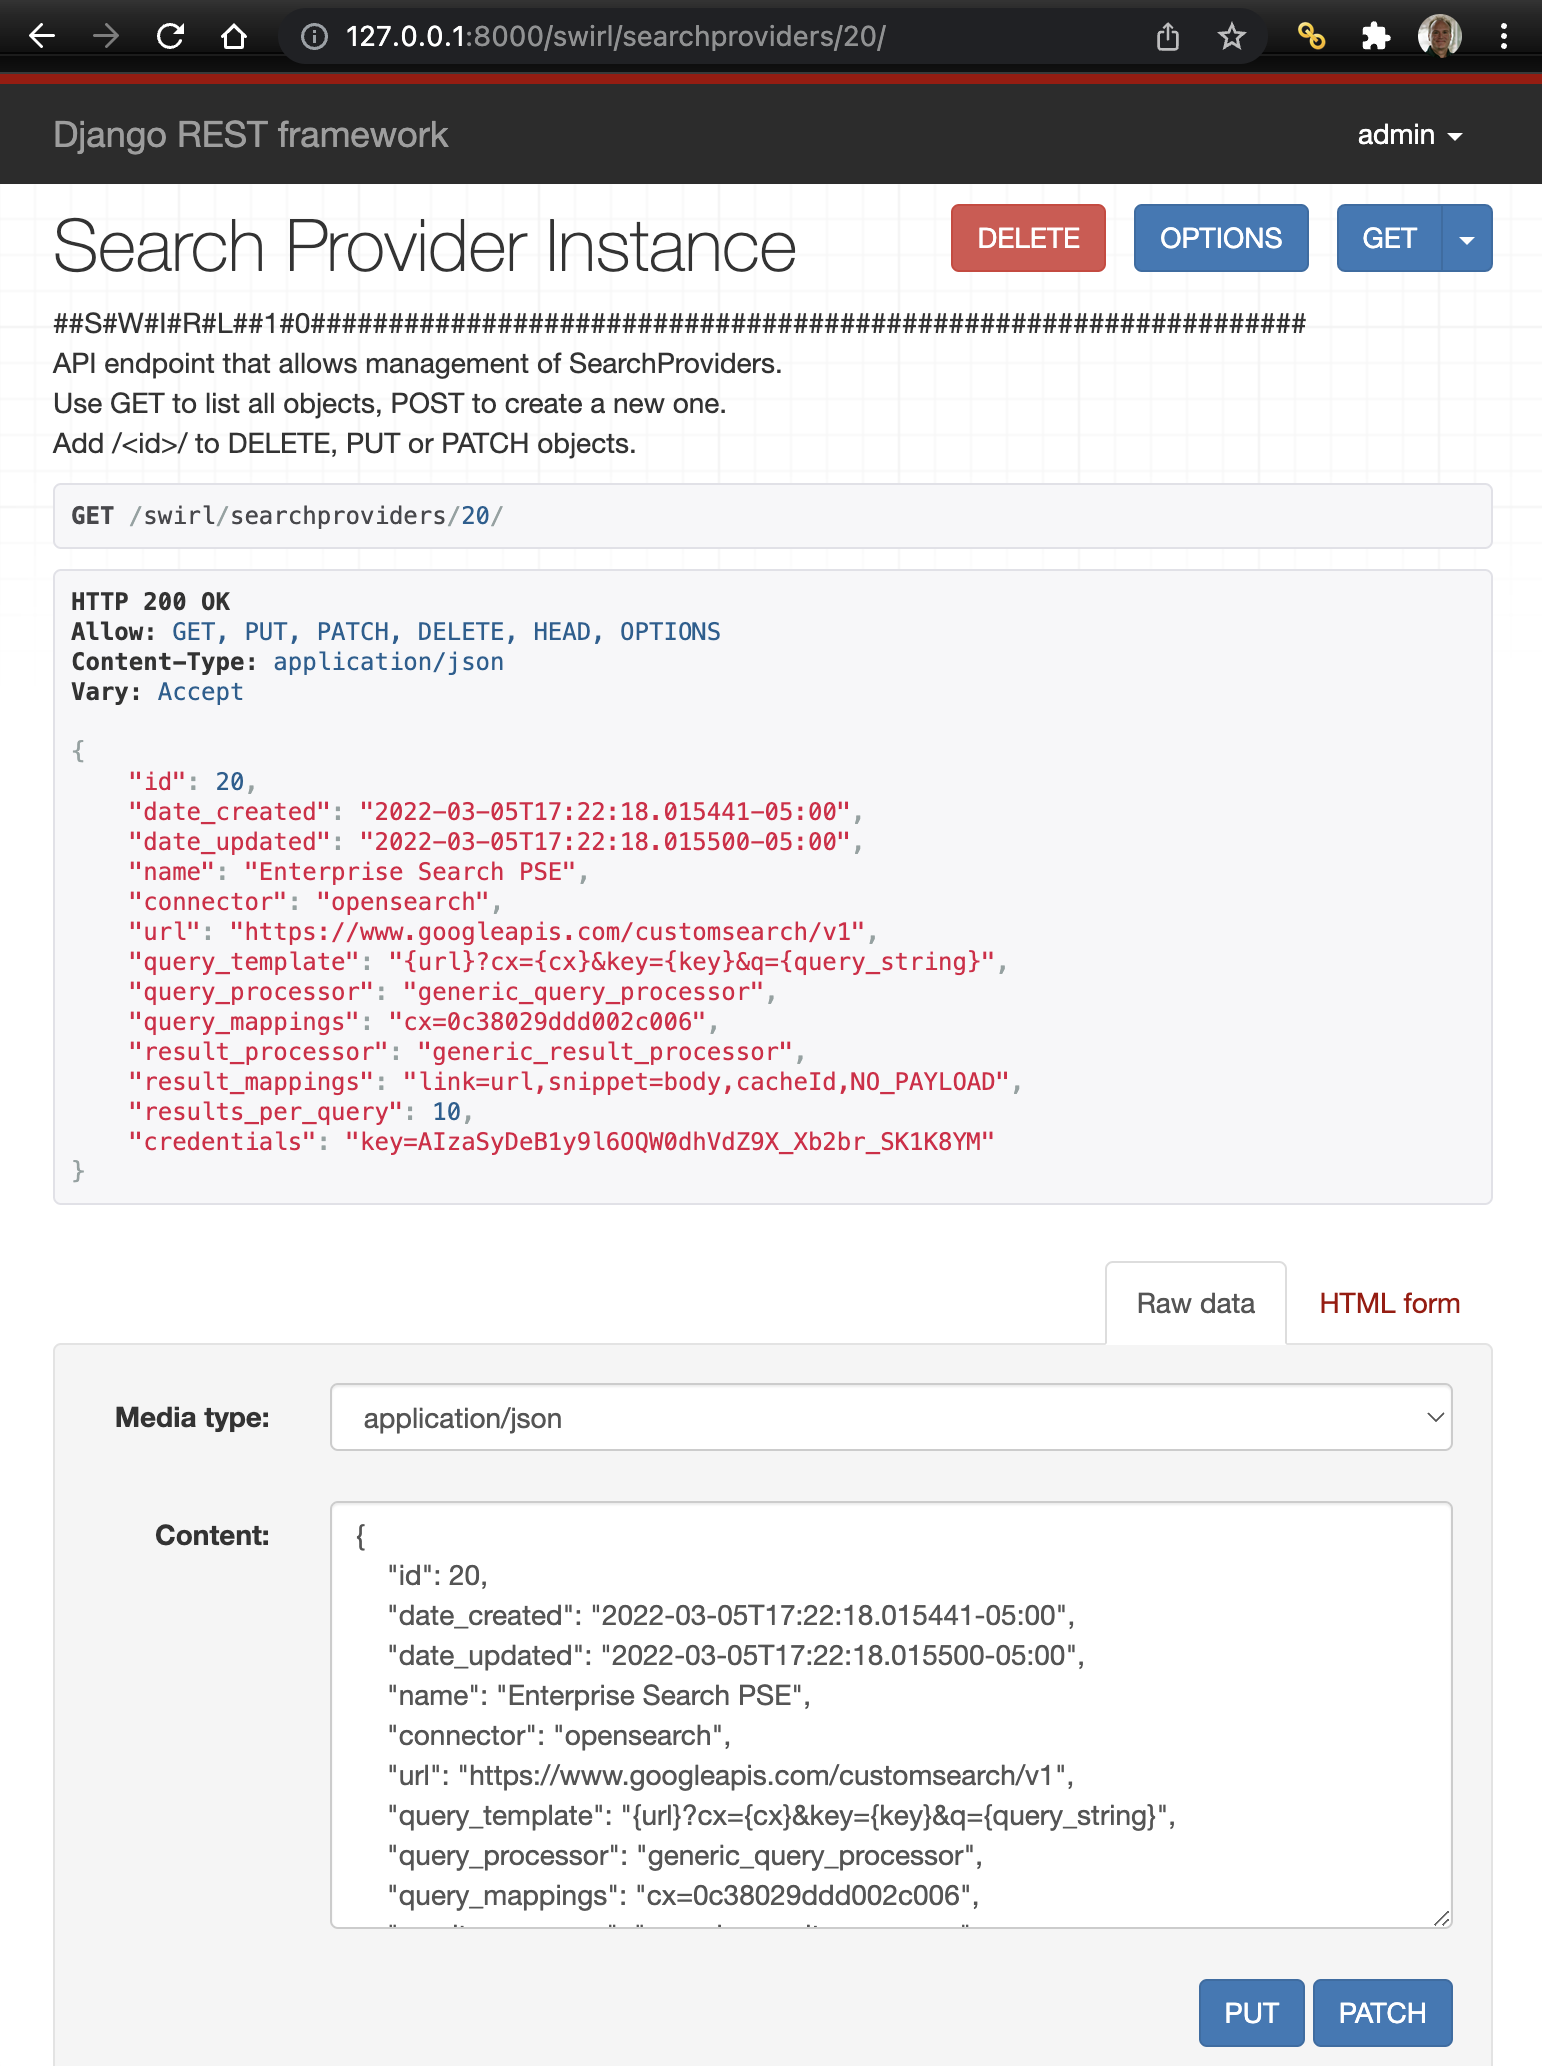 127.0.0.1:8000/swirl/searchproviders/20/
Django REST framework
admin
Search Provider Instance
DELETE
OPTIONS
GET
##S#W#I#R#L##1#0################################################################
API endpoint that allows management of SearchProviders.
Use GET to list all objects, POST to create a new one.
Add /<id>/ to DELETE, PUT or PATCH objects.
GET /swirl/searchproviders/20/
HTTP 200 OK
Allow: GET, PUT, PATCH, DELETE, HEAD, OPTIONS
Content-Type: application/json
Vary: Accept
{
"id": 20,
"date_created": "2022-03-05T17:22:18.015441-05:00",
"date_updated": "2022-03-05T17:22:18.015500-05:00",
"name": "Enterprise Search PSE",
"connector": "opensearch",
"url": "https://www.googleapis.com/customsearch/v1",
"query_template": "{url}?cx={cx}&key={key}&q={query_string}",
"query_processor": "generic_query_processor",
"query_mappings": "cx=0c38029ddd002c006",
"result_processor": "generic_result_processor",
"result_mappings": "link=url,snippet=body,cacheId,NO_PAYLOAD",
"results_per_query": 10,
"credentials": "key=AIzaSyDeB1y9l6OQW0dhVdZ9X_Xb2br_SK1K8YM"
}
Raw data
HTML form
Media type:
application/json
Content:
{
"id": 20,
"date_created": "2022-03-05T17:22:18.015441-05:00",
"date_updated": "2022-03-05T17:22:18.015500-05:00",
"name": "Enterprise Search PSE",
"connector": "opensearch",
"url": "https://www.googleapis.com/customsearch/v1",
"query_template": "{url}?cx={cx}&key={key}&q={query_string}",
"query_processor": "generic_query_processor",
"query_mappings": "cx=0c38029ddd002c006",
PUT
PATCH